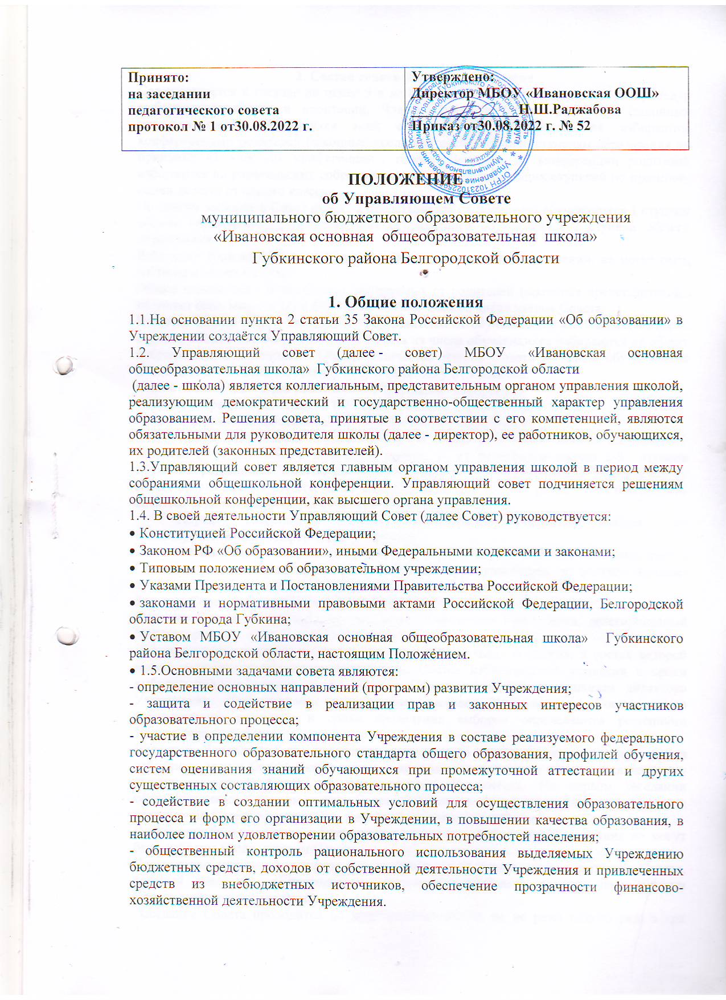 Принято:
на заседании
педагогического совета
протокол № 1 от30.08.2022 г.
Утверждено:
Директор МБОУ «Ивановская ООШ»
Н.Ш.Раджабова
Приказ от30.08.2022 г. № 52
ПОЛОЖЕНИЕ
об Управляющем Совете
муниципального бюджетного образовательного учреждения
«Ивановская основная общеобразовательная школа»
Губкинского района Белгородской области
1. Общие положения
1.1.На основании пункта 2 статьи 35 Закона Российской Федерации «Об образовании» в
Учреждении создаётся Управляющий Совет.
1.2. Управляющий совет (далее - совет) МБОУ «Ивановская основная
общеобразовательная школа» Губкинского района Белгородской области
(далее - школа) является коллегиальным, представительным органом управления школой,
реализующим демократический и государственно-общественный характер управления
образованием. Решения совета, принятые в соответствии с его компетенцией, являются
обязательными для руководителя школы (далее - директор), ее работников, обучающихся,
их родителей (законных представителей).
1.3.Управляющий совет является главным органом управления школой в период между
собраниями общешкольной конференции. Управляющий совет подчиняется решениям
общешкольной конференции, как высшего органа управления.
1.4. В своей деятельности Управляющий Совет (далее Совет) руководствуется:
• Конституцией Российской Федерации;
• Законом РФ «Об образовании», иными Федеральными кодексами и законами;
• Типовым положением об образовательном учреждении;
• Указами Президента и Постановлениями Правительства Российской Федерации;
• законами и нормативными правовыми актами Российской Федерации, Белгородской
области и города Губкина;
• Уставом МБОУ «Ивановская основная общеобразовательная школа» Губкинского
района Белгородской области, настоящим Положением.
• 1.5.Основными задачами совета являются:
- определение основных направлений (программ) развития Учреждения;
- защита и содействие в реализации прав и законных интересов участников
образовательного процесса;
- участие в определении компонента Учреждения в составе реализуемого федерального
государственного образовательного стандарта общего образования, профилей обучения,
систем оценивания знаний обучающихся при промежуточной аттестации и других
существенных составляющих образовательного процесса;
- содействие в создании оптимальных условий для осуществления образовательного
процесса и форм его организации в Учреждении, в повышении качества образования, в
наиболее полном удовлетворении образовательных потребностей населения;
- общественный контроль рационального использования выделяемых Учреждению
бюджетных средств, доходов от собственной деятельности Учреждения и привлеченных
средств из внебюджетных источников, обеспечение прозрачности финансово-
хозяйственной деятельности Учреждения.